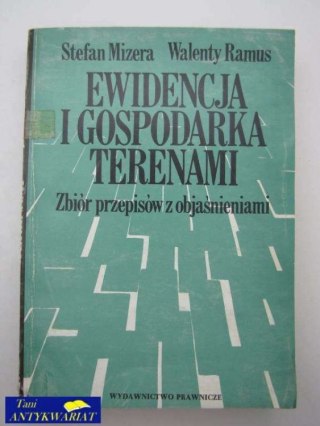 Stefan Mizera Walenty Ramus
EWIDENCJA
I GOSPODARKA
TERENAMI
Zbiór przepisów z objaśnieniami
WYDAWNICTWO PRAWNICZE
Tani
ANTYKWARIAT